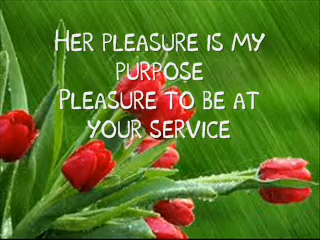 Her pleasure is my
purpose
Pleasure to be at
your service